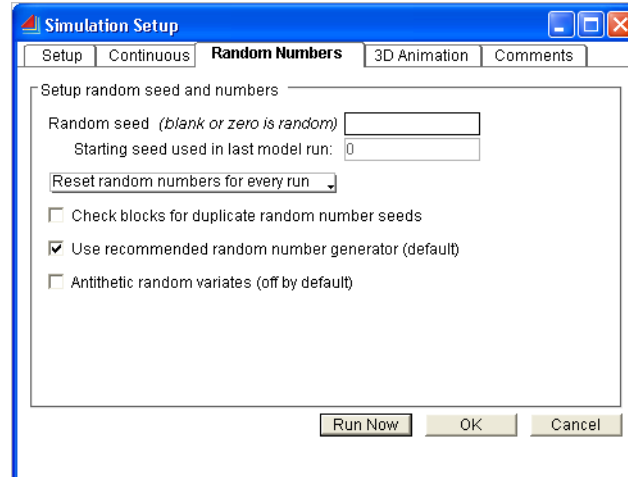 Simulation Setup
Setup Continuous Random Numbers 3D Animation Comments
Setup random seed and numbers
Random seed (blank or zero is random)
Starting seed used in last model run: 0
Reset random numbers for every run
Check blocks for duplicate random number seeds
Use recommended random number generator (default)
Antithetic random variates (off by default)
Run Now OK Cancel